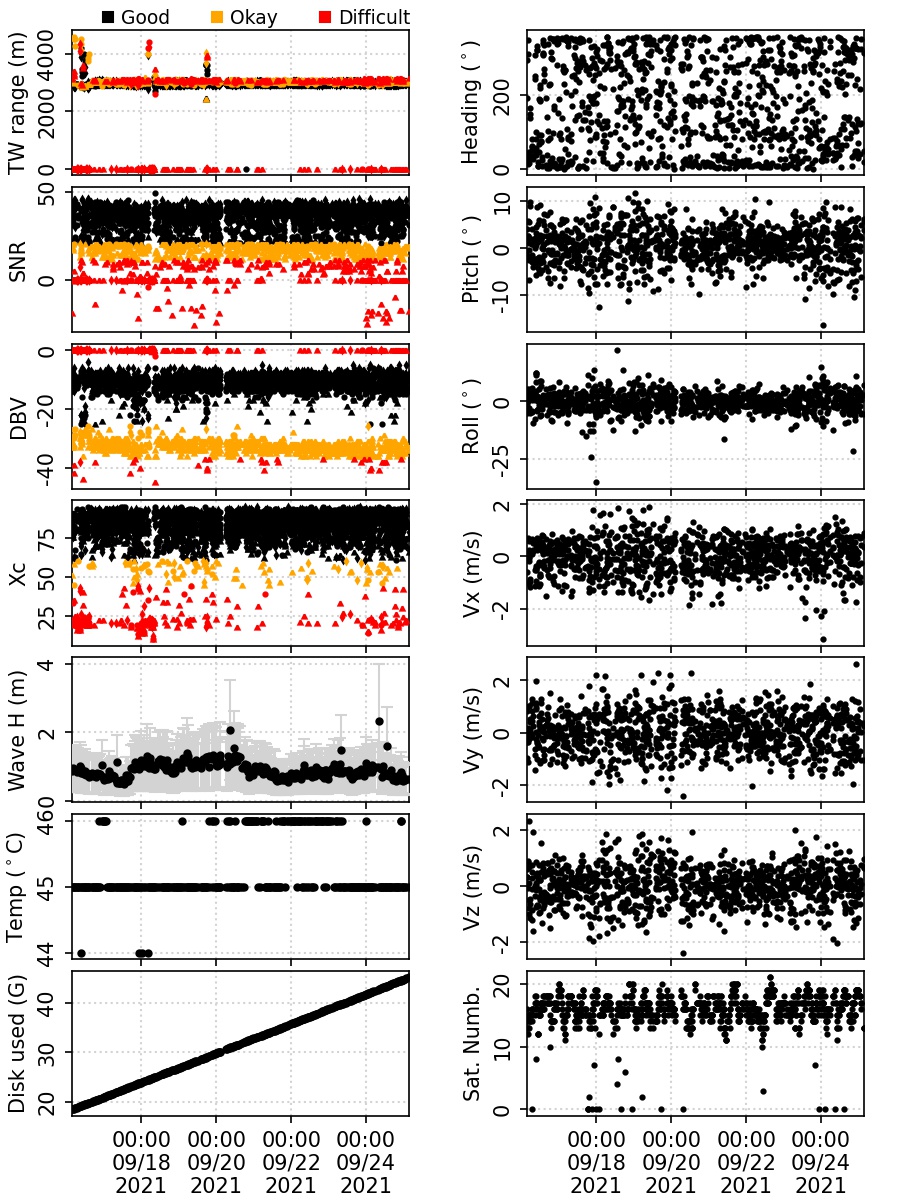 Good Okay Difficult
TW range (m)
4000
2000
0
Heading (°)
200
0
SNR
50
0
Pitch (°)
10
0
-10
DBV
0
-20
-40
Roll (°)
0
-25
Xc
75
50
25
Vx (m/s)
2
0
-2
Wave H (m)
4
2
0
Vy (m/s)
2
0
-2
Temp (°C)
46
45
44
Vz (m/s)
2
0
-2
Disk used (G)
40
30
20
Sat. Numb.
20
10
0
00:00 00:00 00:00 00:00
09/18 09/20 09/22 09/24
2021 2021 2021 2021
00:00 00:00 00:00 00:00
09/18 09/20 09/22 09/24
2021 2021 2021 2021